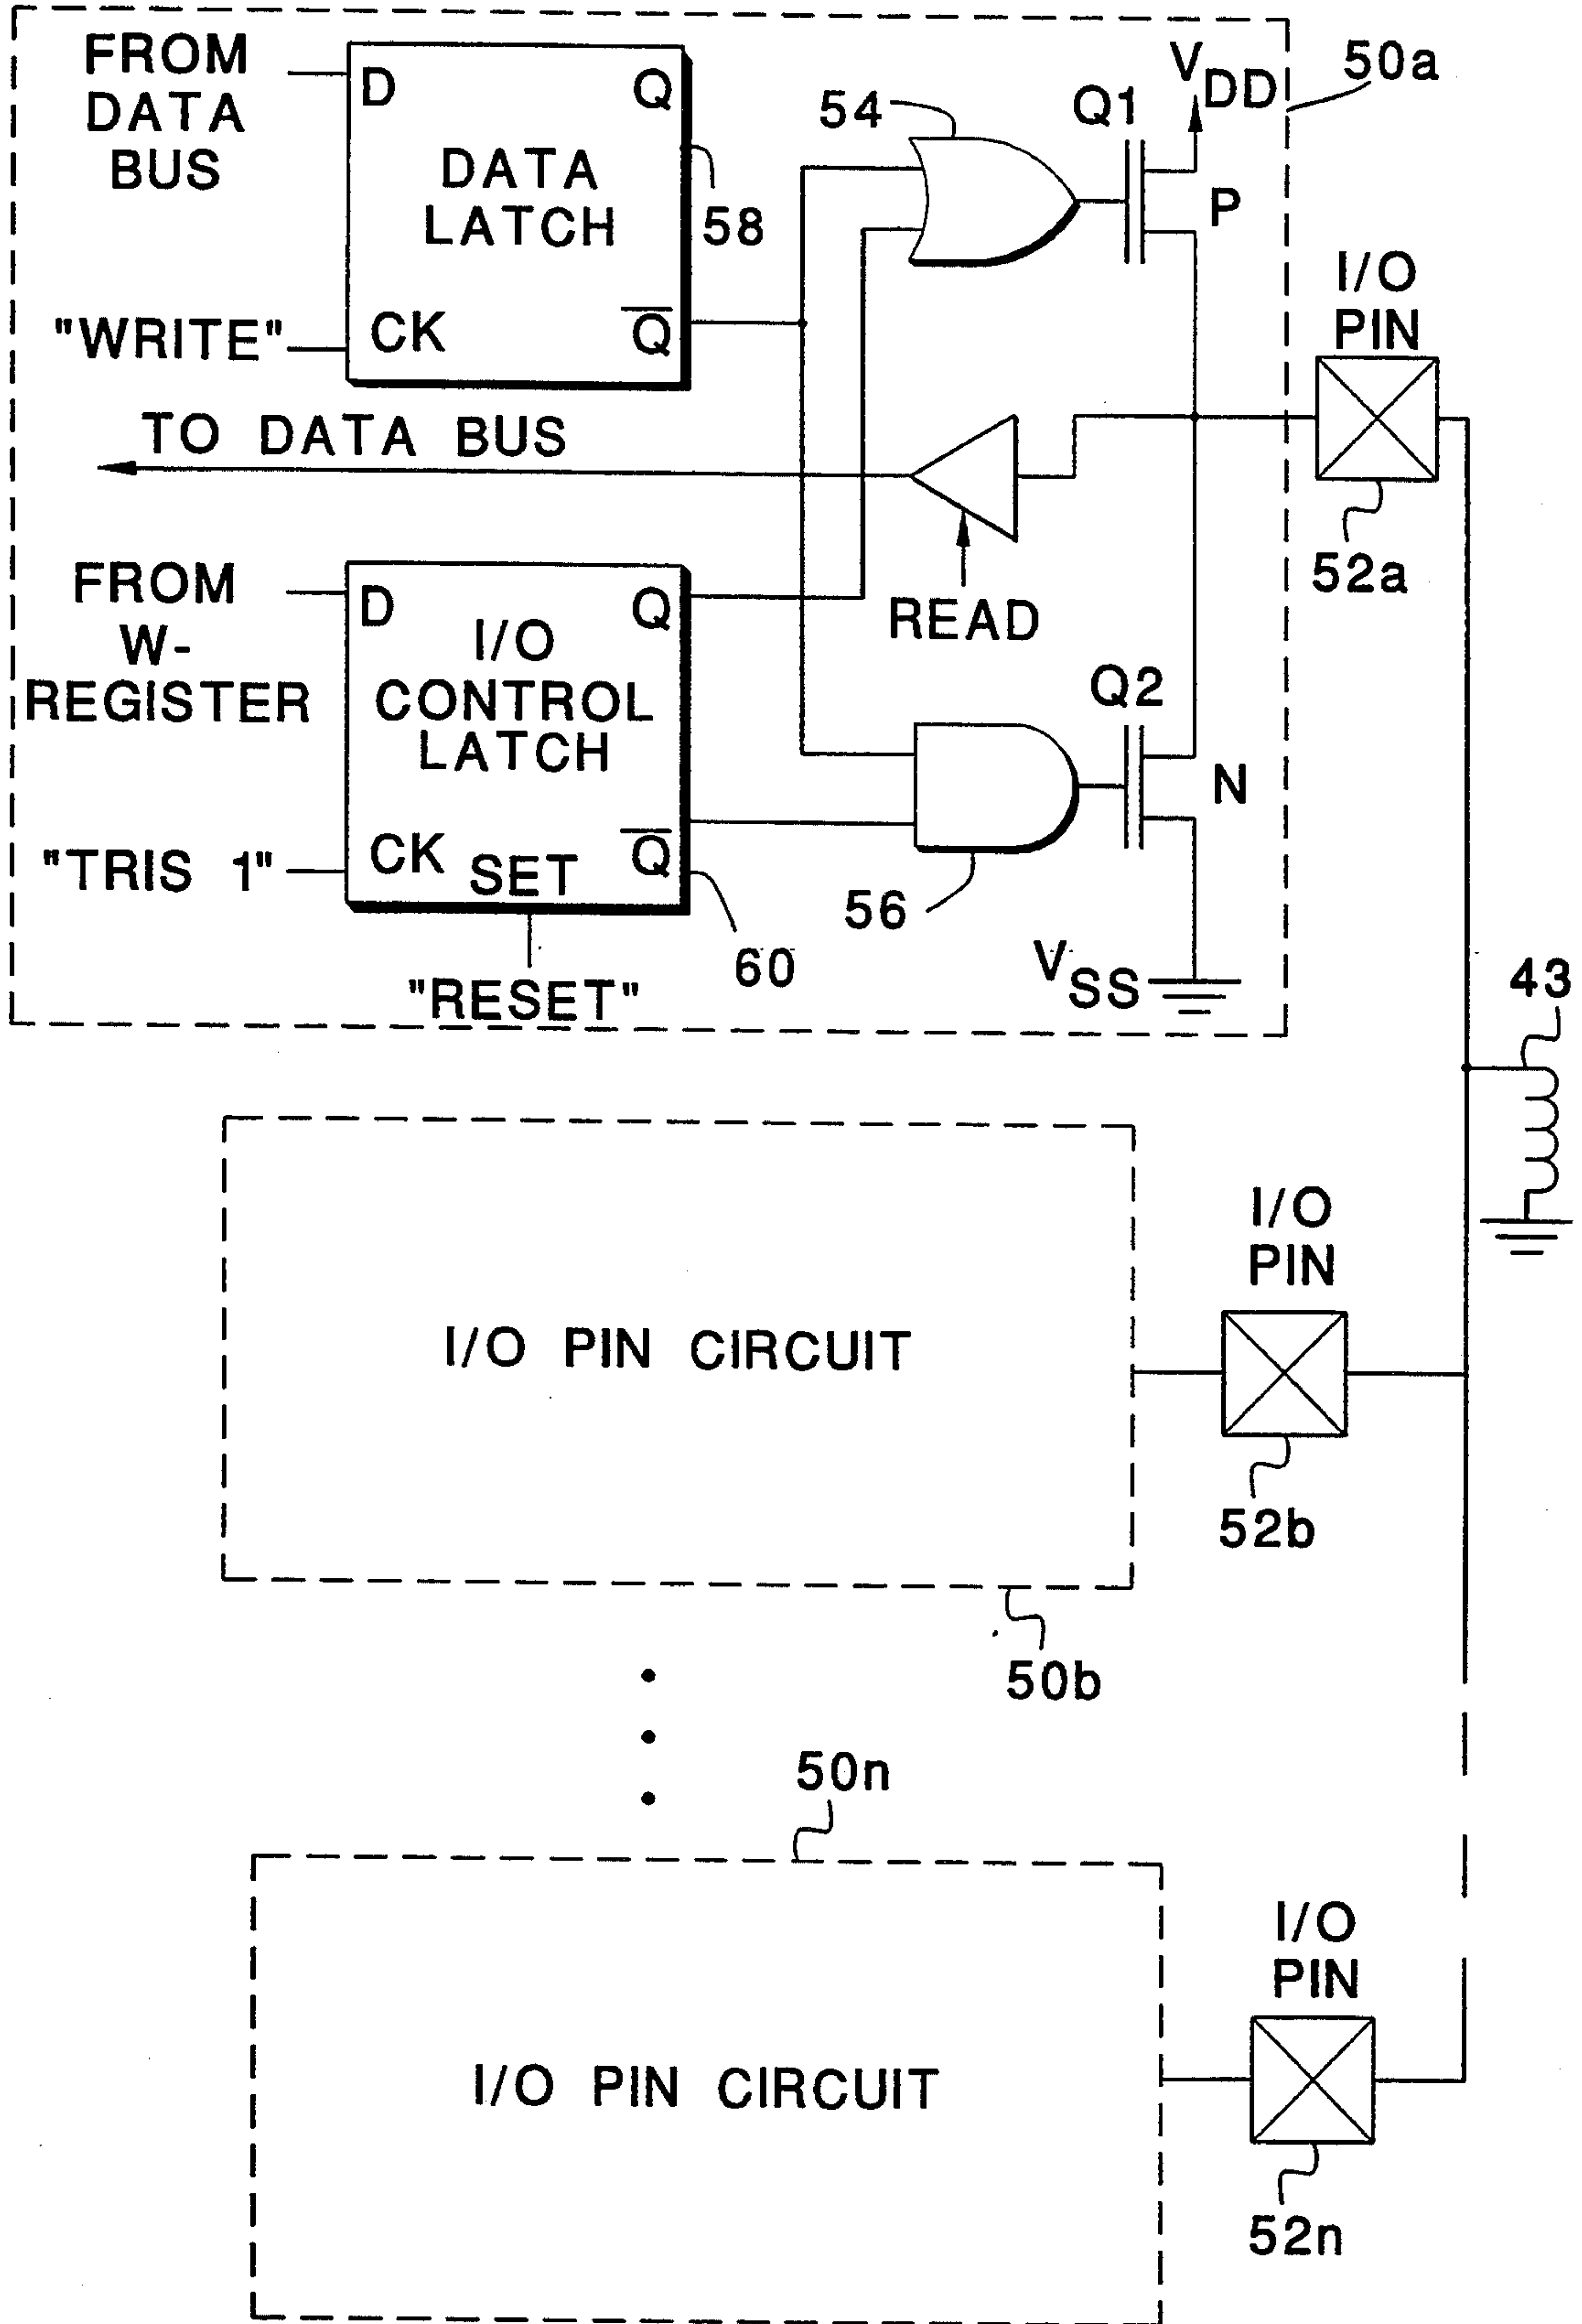 FROM
DATA
BUS
D
Q
DATA
LATCH
58
"WRITE"
CK
Q
54
Q1
V
DD
P
50a
I/O
PIN
52a
TO DATA BUS
READ
FROM
W-
REGISTER
D
Q
I/O
CONTROL
LATCH
"TRIS 1"
CK
SET
Q
60
"RESET"
Q2
N
56
V
SS
43
I/O PIN CIRCUIT
I/O
PIN
52b
50b
50n
I/O PIN CIRCUIT
I/O
PIN
52n